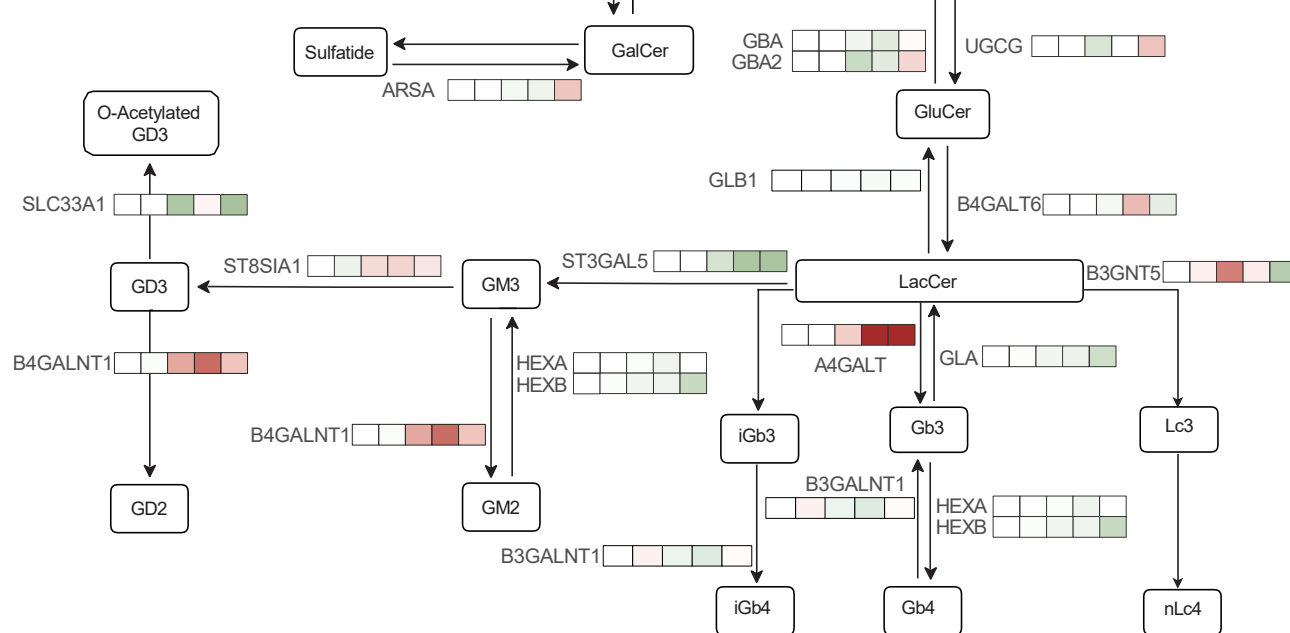 GBA
UGCG
Sulfatide
GalCer
GBA2
ARSA
O-Acetylated
GD3
GluCer
GLB1
SLC33A1
B4GALT6
ST8SIA1
ST3GAL5
B3GNT5
GD3
GM3
LacCer
B4GALNT1
HEXA
HEXB
A4GALT
GLA
B4GALNT1
iGb3
Gb3
Lc3
B3GALNT1
GD2
GM2
HEXA
HEXB
B3GALNT1
iGb4
Gb4
nLc4